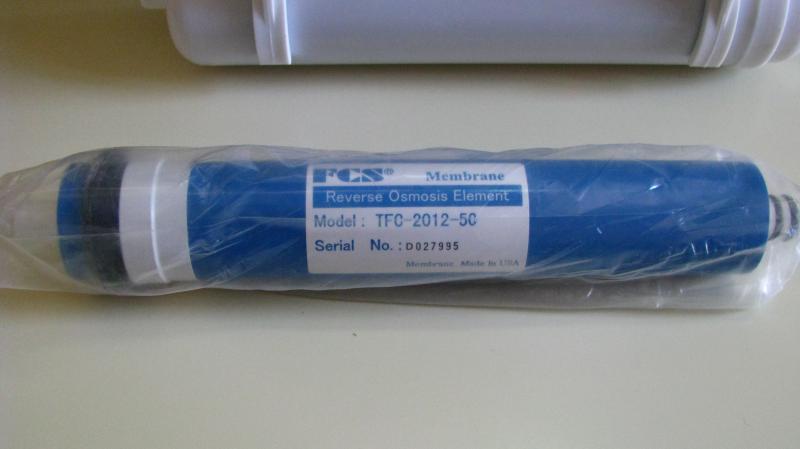 FCS® Membrane
Reverse Osmosis Element
Model: TFC-2012-50
Serial No.: D027995
Membrane Made In USA